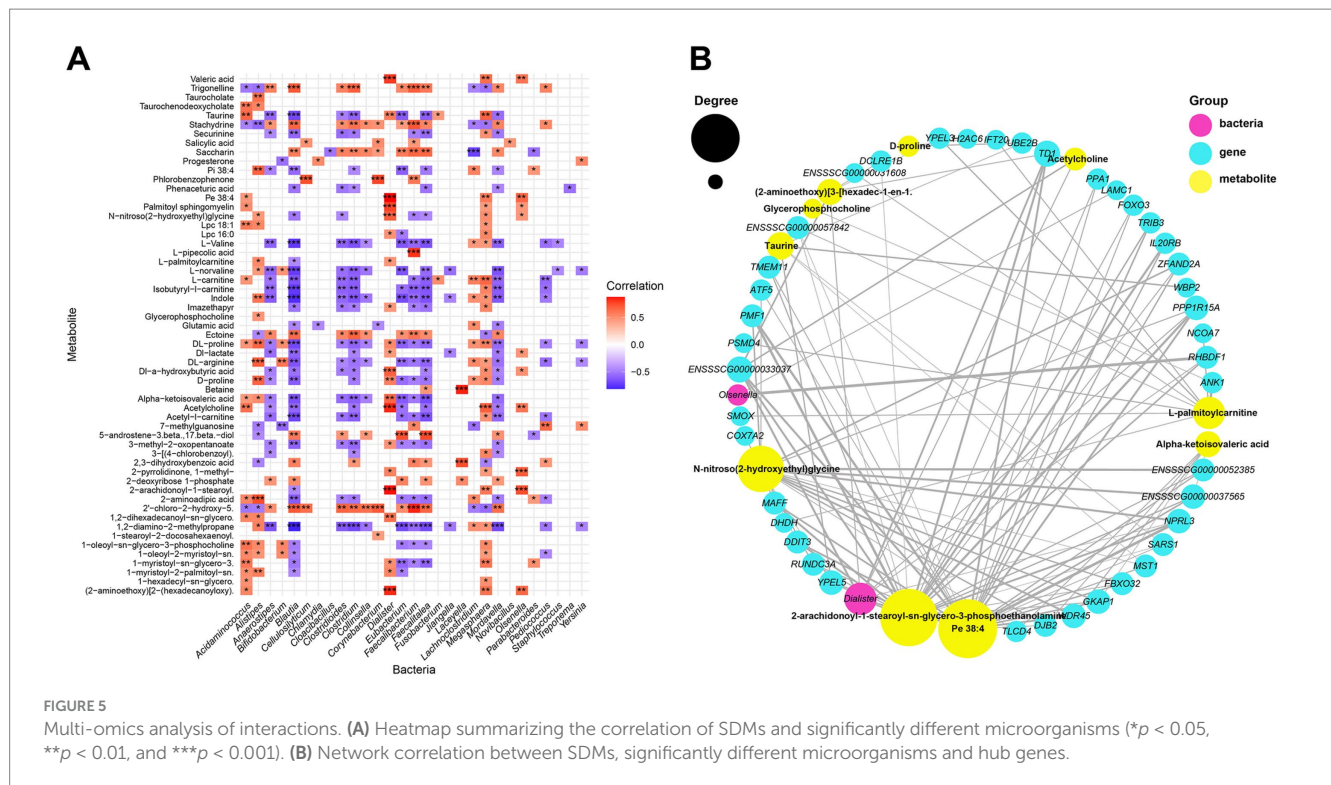 A
Valeric acid
Trigonelline
Taurocholate
Taurochenodeoxycholate
Taurine
Stachydrine
Securinine
Salicylic acid
Saccharin
Progesterone
Pi 38:4
Phlorobenzophenone
Phenaceturic acid
Pe 38:4
Palmitoyl sphingomyelin
N-nitroso(2-hydroxyethyl)glycine
Lpc 18:1
Lpc 16:0
L-Valine
L-pipecolic acid
L-palmitoylcarnitine
L-norvaline
L-carnitine
Isobutyryl-l-carnitine
Indole
Imazethapyr
Glycerophosphocholine
Glutamic acid
Ectoine
DL-proline
Dl-lactate
DL-arginine
Dl-a-hydroxybutyric acid
D-proline
Betaine
Alpha-ketoisovaleric acid
Acetylcholine
Acetyl-l-carnitine
7-methylguanosine
5-androstene-3.beta.,17.beta.-diol
3-methyl-2-oxopentanoate
3-[(4-chlorobenzoyl).
2,3-dihydroxybenzoic acid
2-pyrrolidinone, 1-methyl-
2-deoxyribose 1-phosphate
2-arachidonoyl-1-stearoyl.
2-aminoadipic acid
2'-chloro-2-hydroxy-5.
1,2-dihexadecanoyl-sn-glycero.
1,2-diamino-2-methylpropane
1-stearoyl-2-docosahexaenoyl.
1-oleoyl-sn-glycero-3-phosphocholine
1-oleoyl-2-myristoyl-sn.
1-myristoyl-sn-glycero-3.
1-myristoyl-2-palmitoyl-sn.
1-hexadecyl-sn-glycero.
(2-aminoethoxy)[2-(hexadecanoyloxy).
Metabolite
Acidaminococcus
Alistipes
Anaerostipes
Bifidobacterium
Blautia
Cellulosilyticum
Chlamydia
Cloacibacillus
Clostridioides
Clostridium
Collinsella
Corynebacterium
Dialister
Eubacterium
Faecalibacterium
Faecalitalea
Fusobacterium
Jiangella
Laceyella
Lachnoclostridium
Megasphaera
Mordavella
Novibacillus
Olsenella
Parabacteroides
Pediococcus
Staphylococcus
Treponema
Yersinia
Bacteria
Correlation
0.5
0.0
−0.5
B
Degree
Group
bacteria
gene
metabolite
D-proline
YPEL3
H2AC6
IFT20
UBE2B
TD1
Acetylcholine
PPA1
LAMC1
FOXO3
TRIB3
IL20RB
ZFAND2A
WBP2
PPP1R15A
NCOA7
RHBDF1
ANK1
L-palmitoylcarnitine
Alpha-ketoisovaleric acid
ENSSSCG00000052385
ENSSSCG00000037565
NPRL3
SARS1
MST1
FBXO32
GKAP1
WDR45
DJB2
TLCD4
Pe 38:4
2-arachidonoyl-1-stearoyl-sn-glycero-3-phosphoethanolamine
Dialister
YPEL5
RUNDC3A
DDIT3
DHDH
MAFF
N-nitroso(2-hydroxyethyl)glycine
COX7A2
SMOX
Olsenella
ENSSSCG00000033037
PSMD4
PMF1
ATF5
TMEM11
Taurine
ENSSSCG00000057842
Glycerophosphocholine
(2-aminoethoxy)[3-[hexadec-1-en-1.
ENSSSCG00000031608
DCLRE1B
FIGURE 5
Multi-omics analysis of interactions. (A) Heatmap summarizing the correlation of SDMs and significantly different microorganisms (*p < 0.05,
**p < 0.01, and ***p < 0.001). (B) Network correlation between SDMs, significantly different microorganisms and hub genes.